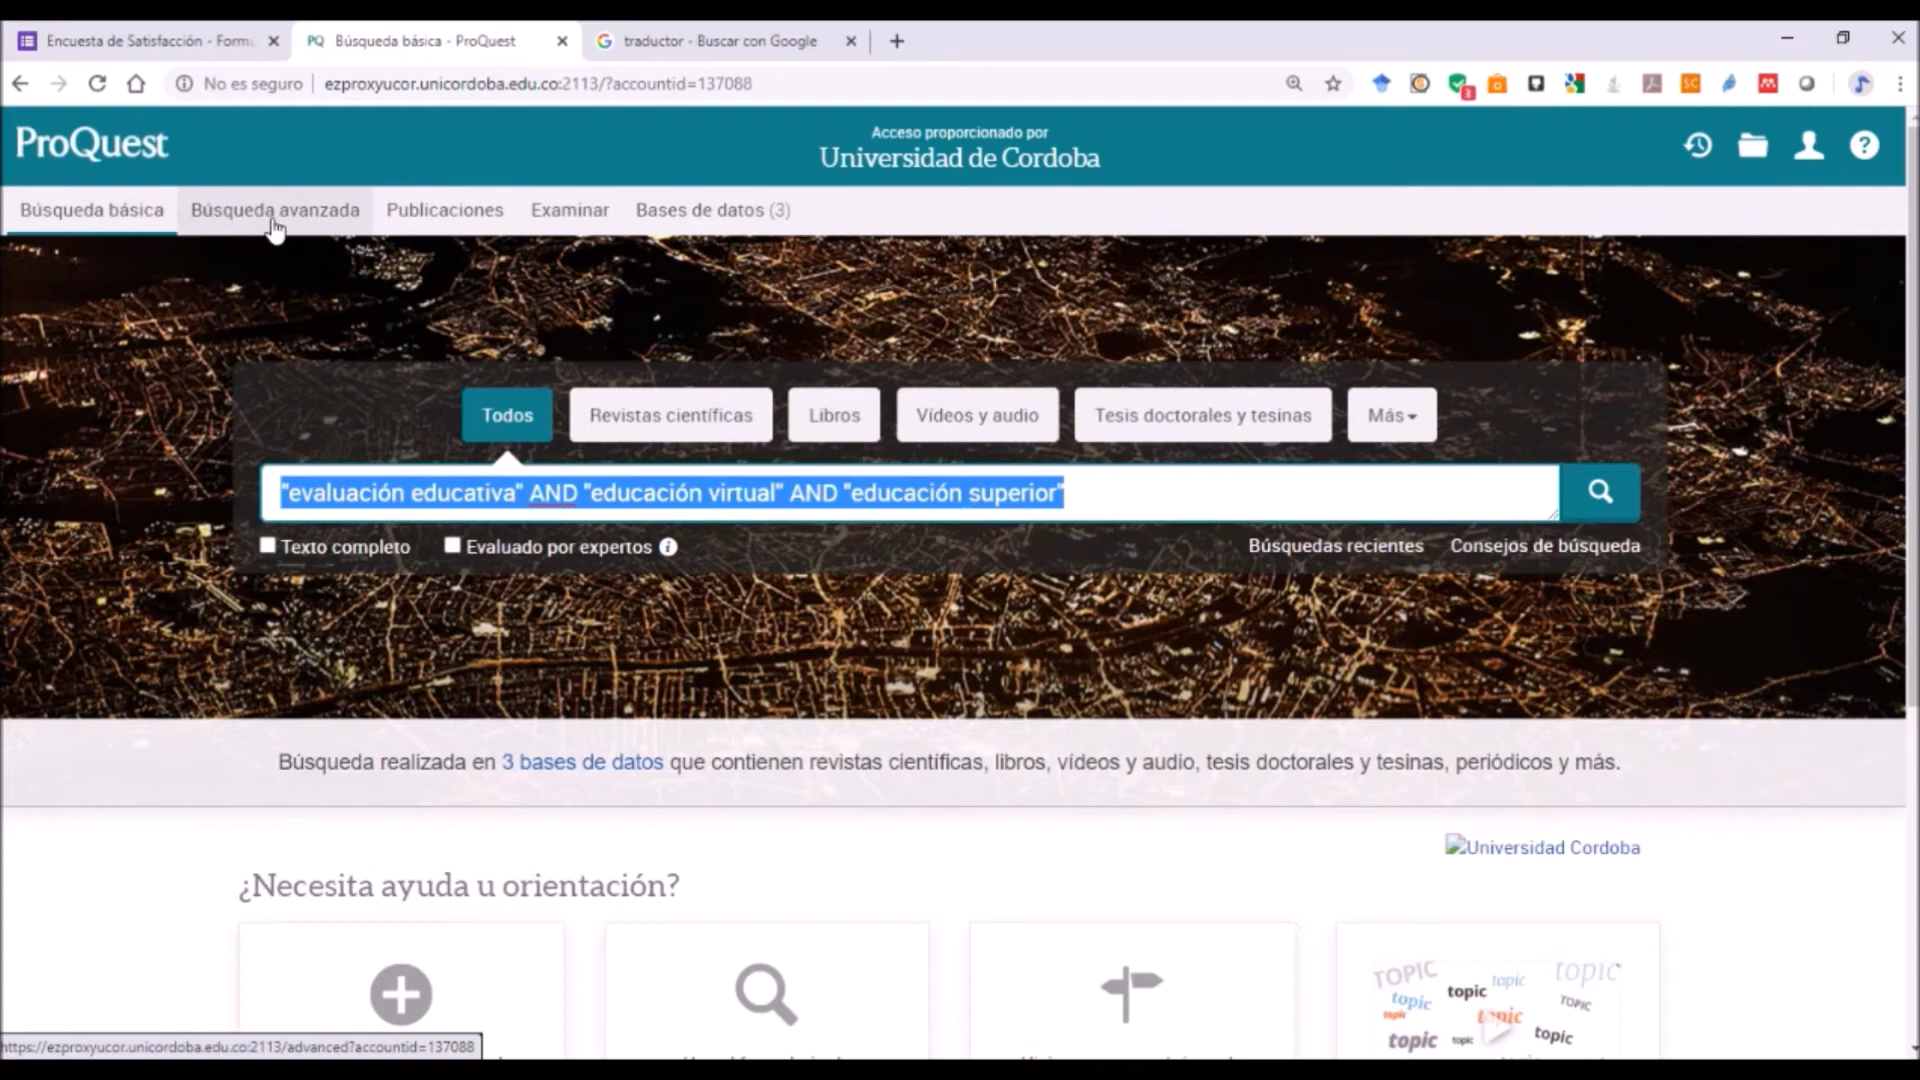 Encuesta de Satisfacción - Formu
Búsqueda básica - ProQuest
traductor - Buscar con Google
No es seguro
ezproxyucor.unicordoba.edu.co:2113/?accountid=137088
ProQuest
Acceso proporcionado por
Universidad de Cordoba
Búsqueda básica
Búsqueda avanzada
Publicaciones
Examinar
Bases de datos (3)
Todos
Revistas científicas
Libros
Vídeos y audio
Tesis doctorales y tesinas
Más
"evaluación educativa" AND "educación virtual" AND "educación superior"
Texto completo
Evaluado por expertos
Búsquedas recientes
Consejos de búsqueda
Búsqueda realizada en 3 bases de datos que contienen revistas científicas, libros, vídeos y audio, tesis doctorales y tesinas, periódicos y más.
Universidad Cordoba
¿Necesita ayuda u orientación?
TOPIC
topic
topic
topic
topic
TOPIC
topic
topic
topic
topic
topic
https://ezproxyucor.unicordoba.edu.co:2113/advanced?accountid=137088